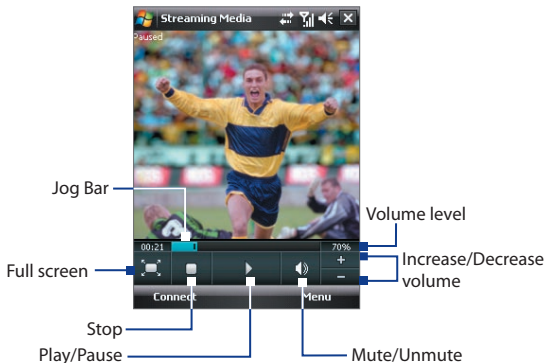 Streaming Media
Paused
Jog Bar
Volume level
00:21
70%
Full screen
+
Increase/Decrease
volume
−
Connect
Menu
Stop
Play/Pause
Mute/Unmute